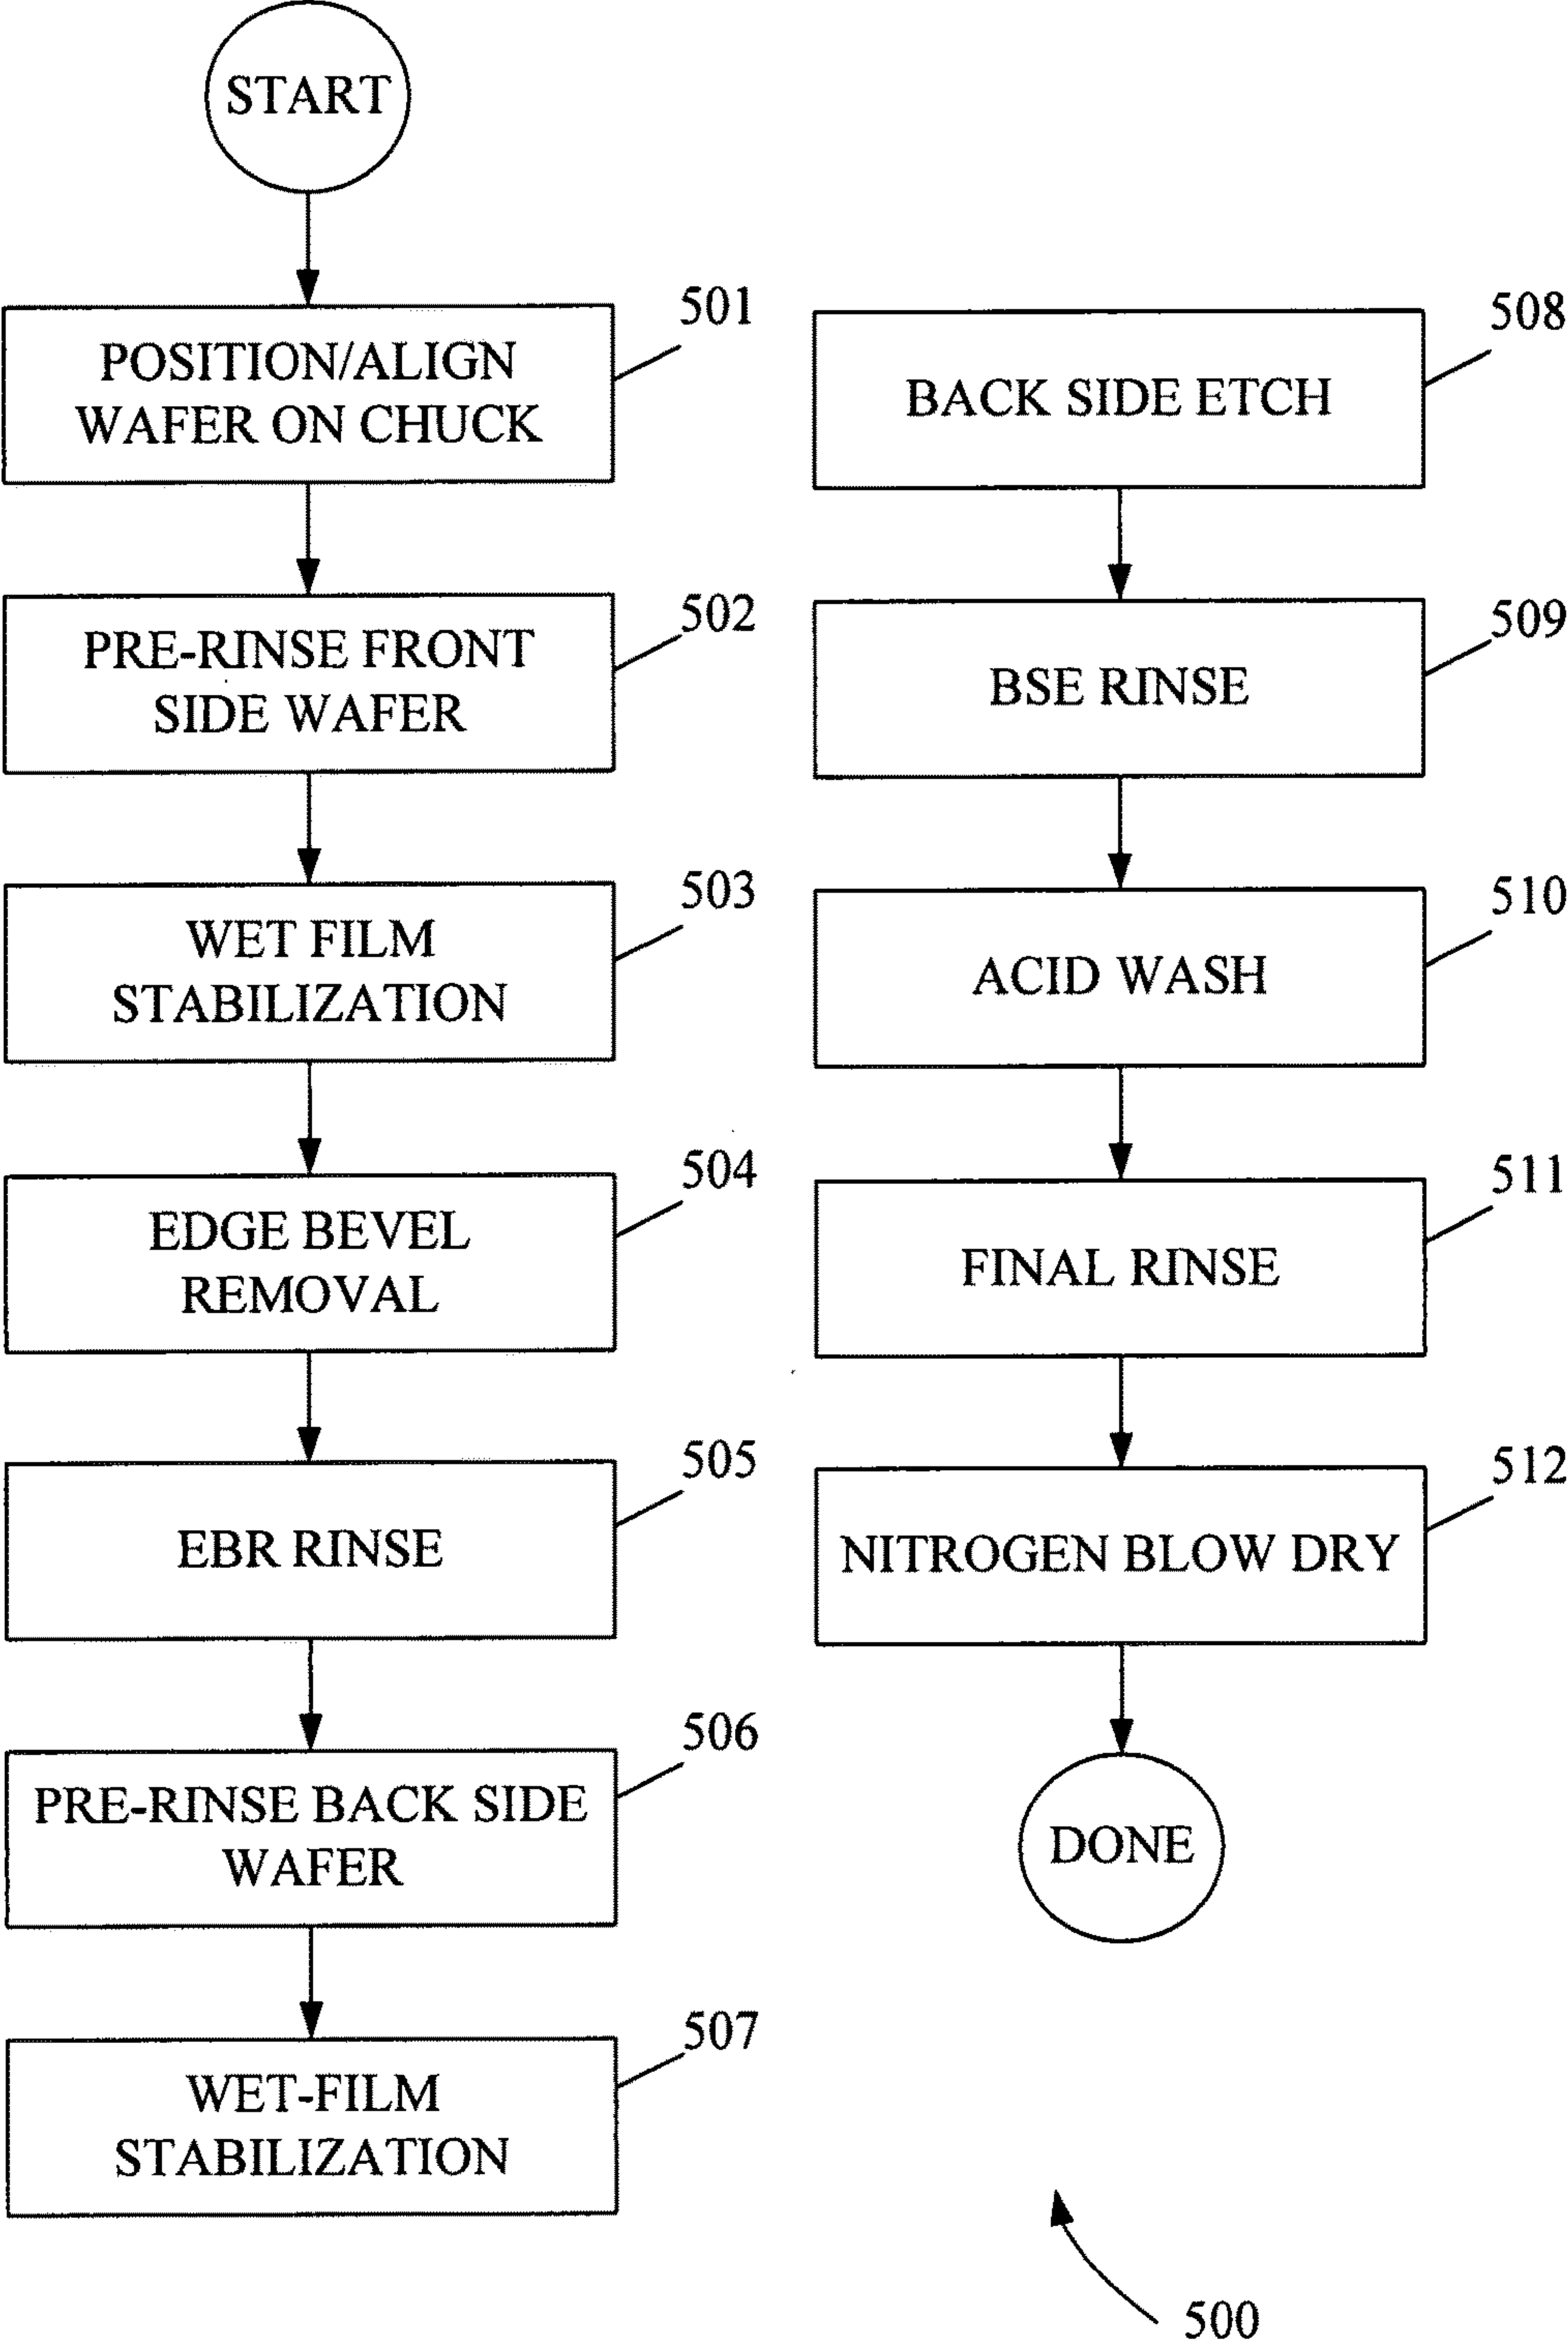 START
501
POSITION/ALIGN
WAFER ON CHUCK
502
PRE-RINSE FRONT
SIDE WAFER
503
WET FILM
STABILIZATION
504
EDGE BEVEL
REMOVAL
505
EBR RINSE
506
PRE-RINSE BACK SIDE
WAFER
507
WET-FILM
STABILIZATION
508
BACK SIDE ETCH
509
BSE RINSE
510
ACID WASH
511
FINAL RINSE
512
NITROGEN BLOW DRY
DONE
500